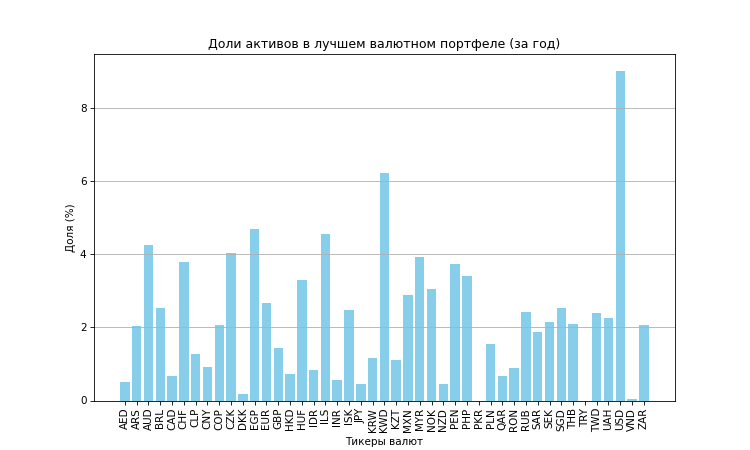 Доли активов в лучшем валютном портфеле (за год)
Доля (%)
8
6
4
2
0
AED ARS AUD BRL CAD CHF CLP CNY COP CZK DKK EGP EUR GBP HKD HUF IDR ILS INR ISK JPY KRW KWD KZT MXN MYR NOK NZD PEN PHP PKR PLN QAR RON RUB SAR SEK SGD THB TRY TWD UAH USD VND ZAR
Тикеры валют